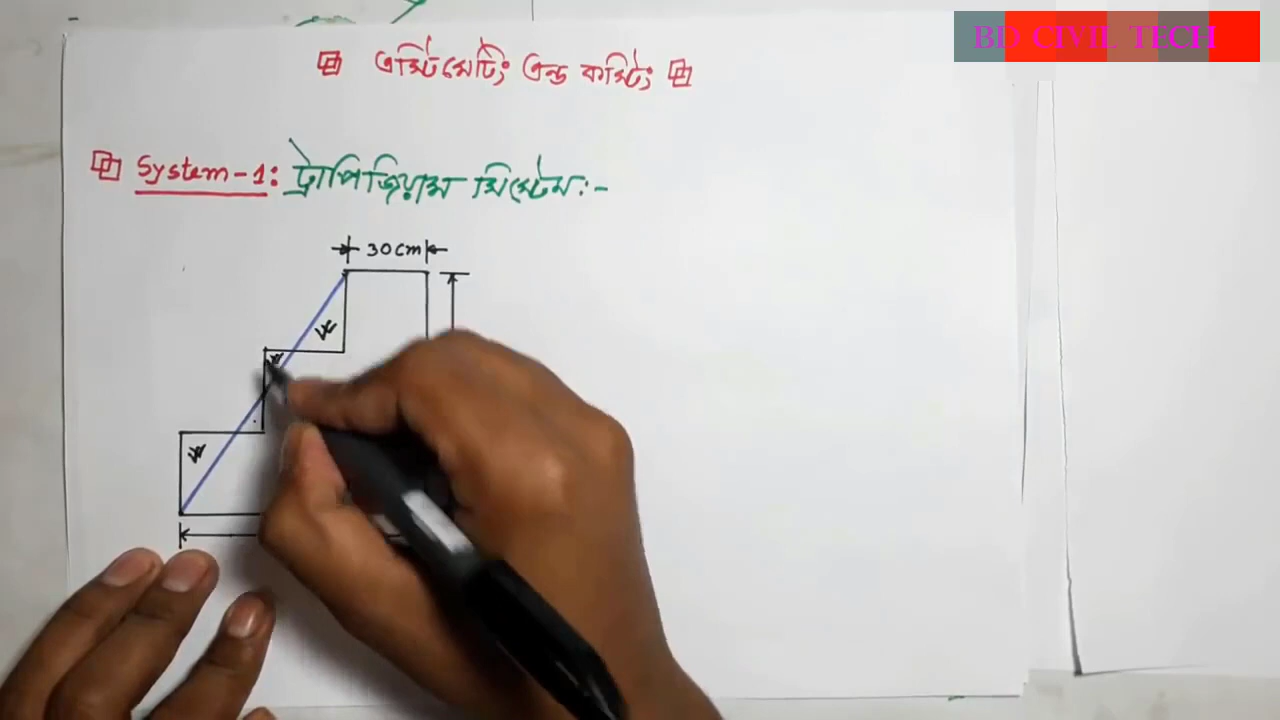 BD CIVIL TECH
এস্টিমেটিং এন্ড কস্টিং
System-1: ট্রাপিজিয়াম সিস্টেম:-
30cm